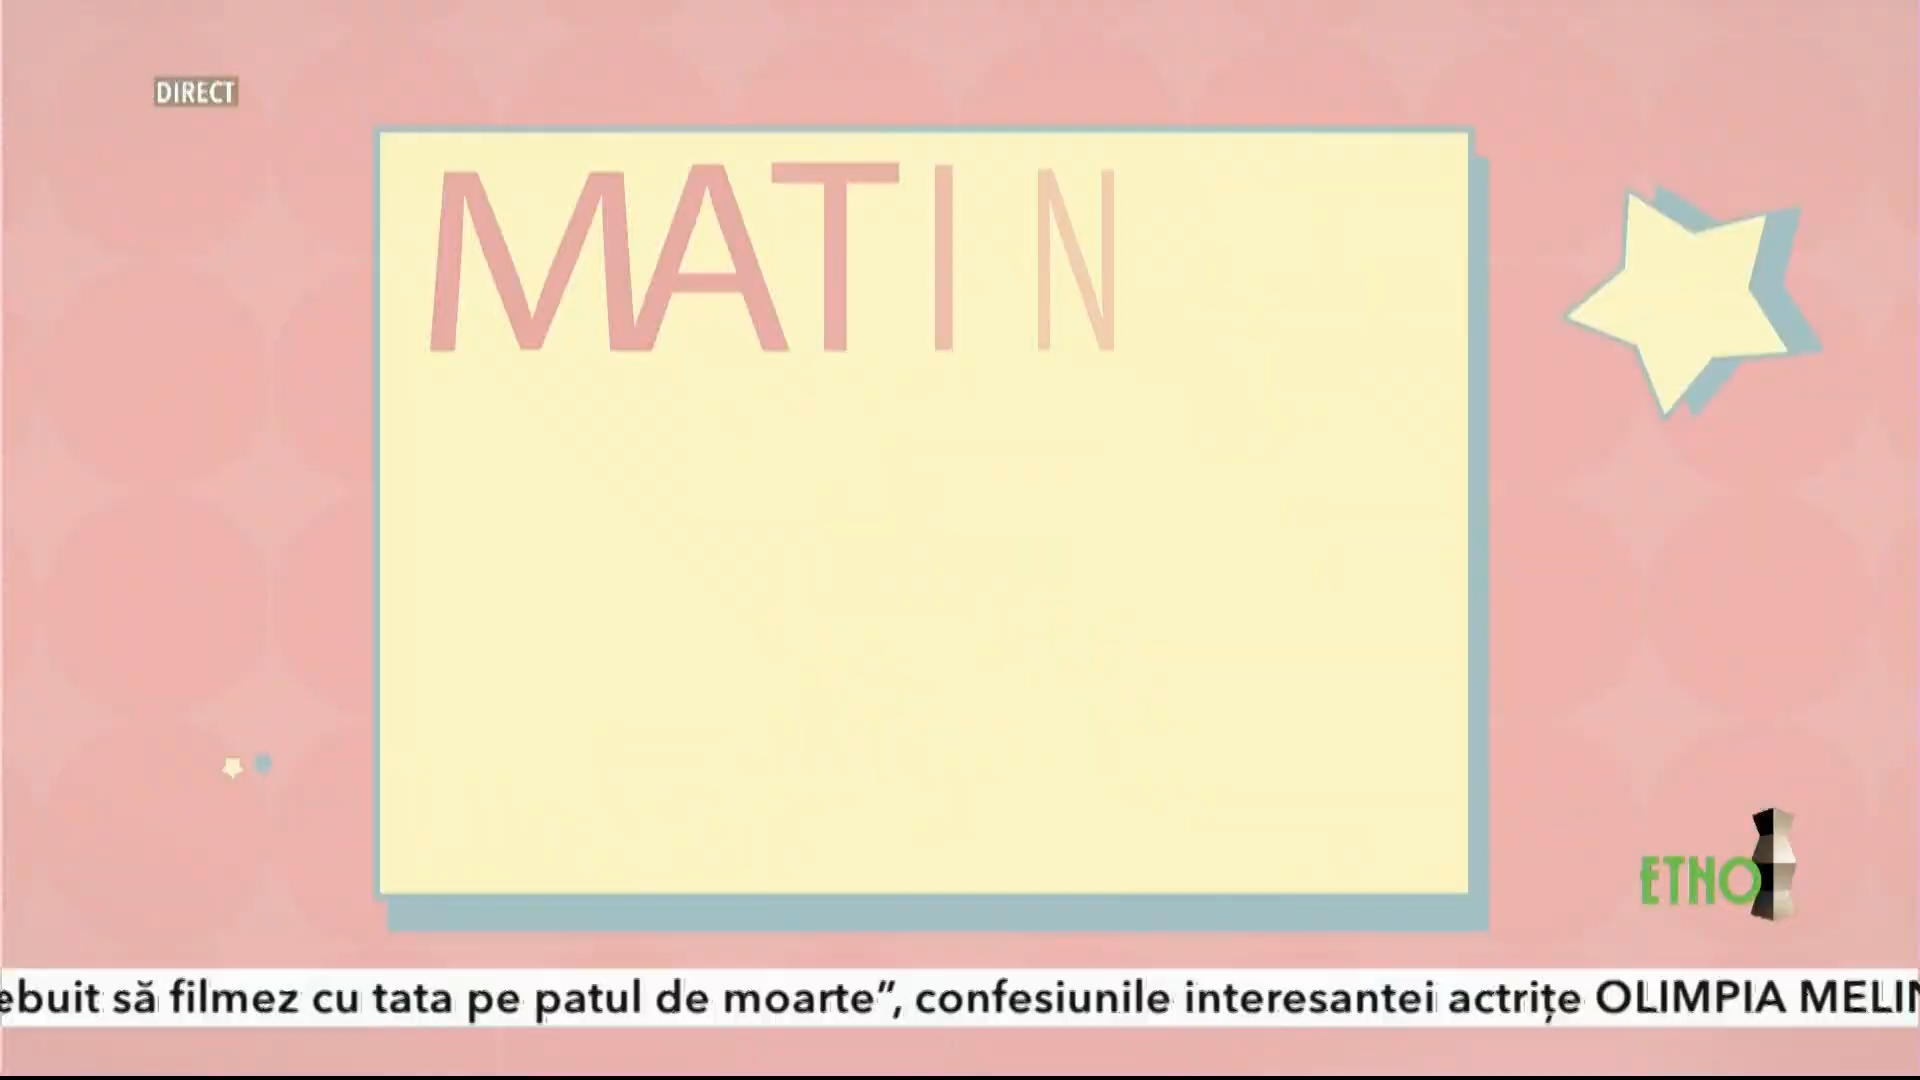 DIRECT
MATIN
ETNO
ebuit să filmez cu tata pe patul de moarte”, confesiunile interesantei actrițe OLIMPIA MELIN